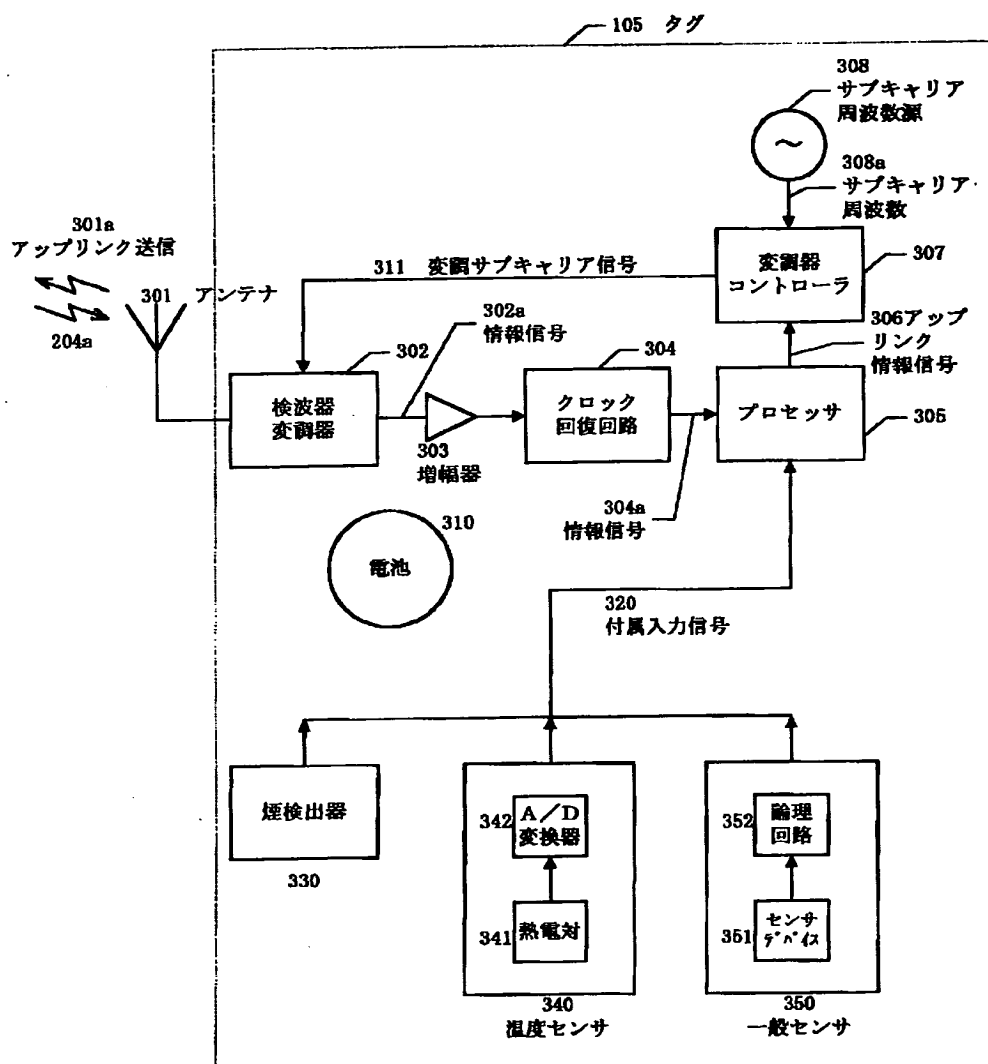 105 タグ
308
サブキャリア
周波数源
～
308a
サブキャリア
周波数
301a
アップリンク送信
301 アンテナ
204a
311 変調サブキャリア信号
変調器
コントローラ
307
302a
情報信号
302
検波器
変調器
303
増幅器
304
クロック
回復回路
306アップ
リンク
情報信号
プロセッサ
305
304a
情報信号
310
電池
320
付属入力信号
煙検出器
330
342
A/D
変換器
341
熱電対
340
温度センサ
352
論理
回路
351
センサ
デバイス
350
一般センサ